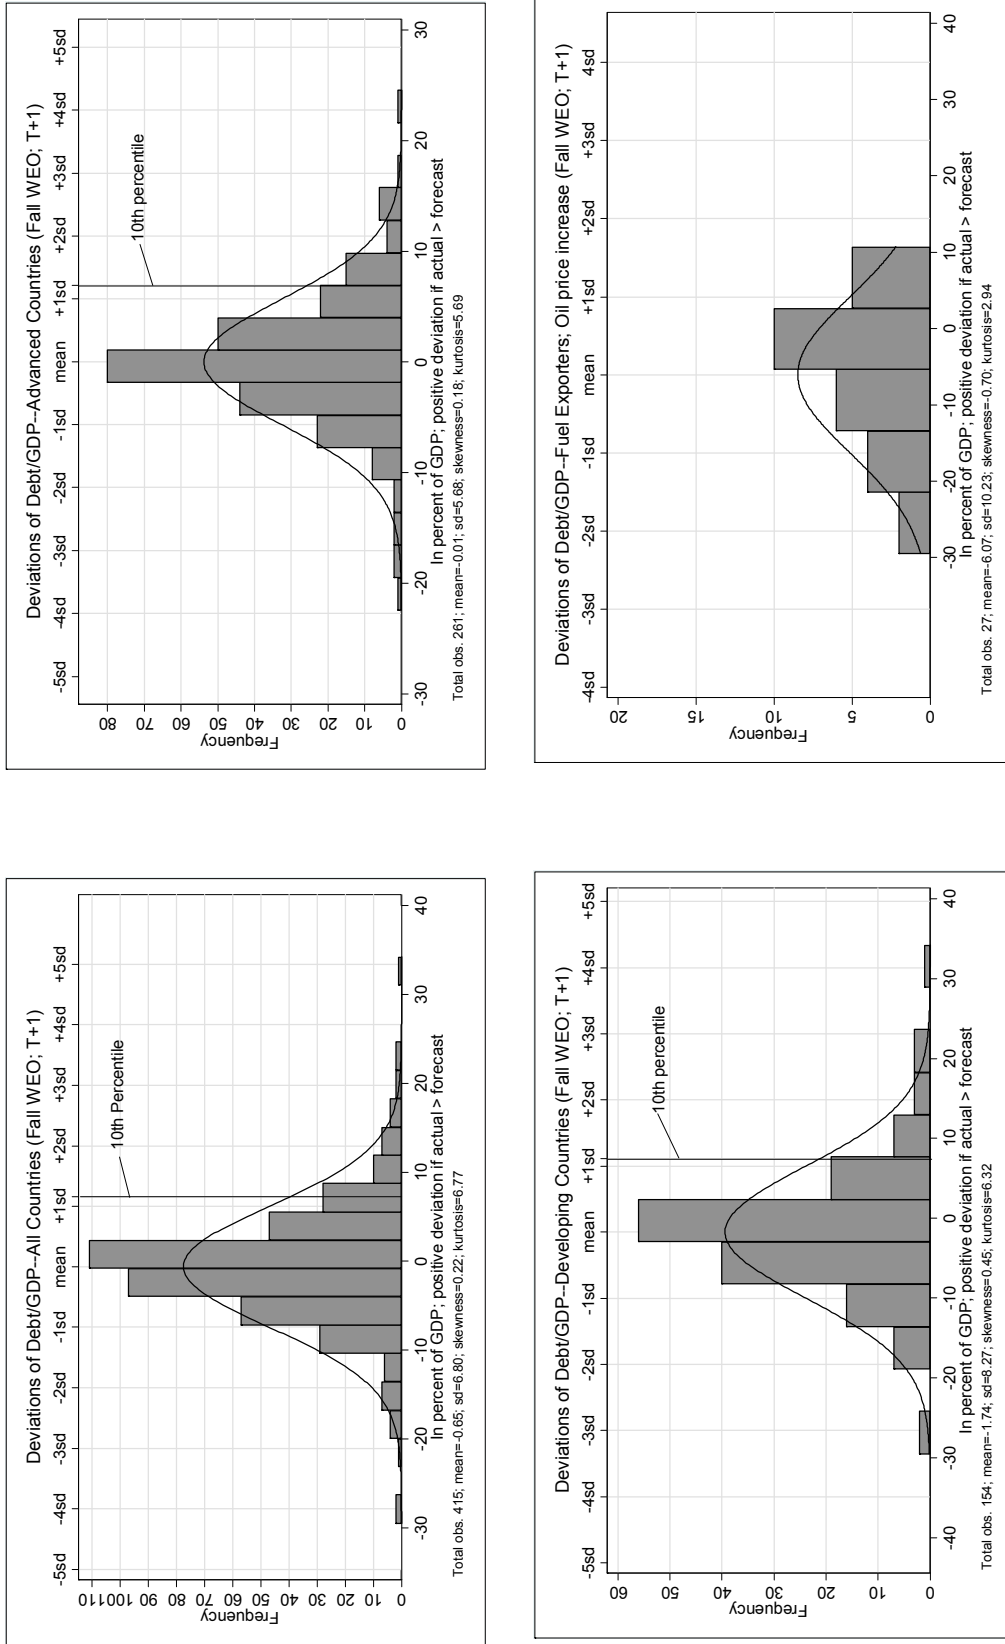 Deviations of Debt/GDP--All Countries (Fall WEO; T+1)
-5sd -4sd -3sd -2sd -1sd mean +1sd +2sd +3sd +4sd +5sd
10th Percentile
Frequency
0 10 20 30 40 50 60 70 80 90 100 110
-30 -20 -10 0 10 20 30 40
In percent of GDP; positive deviation if actual > forecast
Total obs. 415; mean=-0.65; sd=6.80; skewness=0.22; kurtosis=6.77
Deviations of Debt/GDP--Advanced Countries (Fall WEO; T+1)
-5sd -4sd -3sd -2sd -1sd mean +1sd +2sd +3sd +4sd +5sd
10th percentile
Frequency
0 10 20 30 40 50 60 70 80
-30 -20 -10 0 10 20 30
In percent of GDP; positive deviation if actual > forecast
Total obs. 261; mean=-0.01; sd=5.68; skewness=0.18; kurtosis=5.69
Deviations of Debt/GDP--Developing Countries (Fall WEO; T+1)
-5sd -4sd -3sd -2sd -1sd mean +1sd +2sd +3sd +4sd +5sd
10th percentile
Frequency
0 10 20 30 40 50 60
-40 -30 -20 -10 0 10 20 30 40
In percent of GDP; positive deviation if actual > forecast
Total obs. 154; mean=-1.74; sd=8.27; skewness=0.45; kurtosis=6.32
Deviations of Debt/GDP--Fuel Exporters; Oil price increase (Fall WEO; T+1)
-4sd -3sd -2sd -1sd mean +1sd +2sd +3sd 4sd
Frequency
0 5 10 15 20
-30 -20 -10 0 10 20 30 40
In percent of GDP; positive deviation if actual > forecast
Total obs. 27; mean=-6.07; sd=10.23; skewness=-0.70; kurtosis=2.94